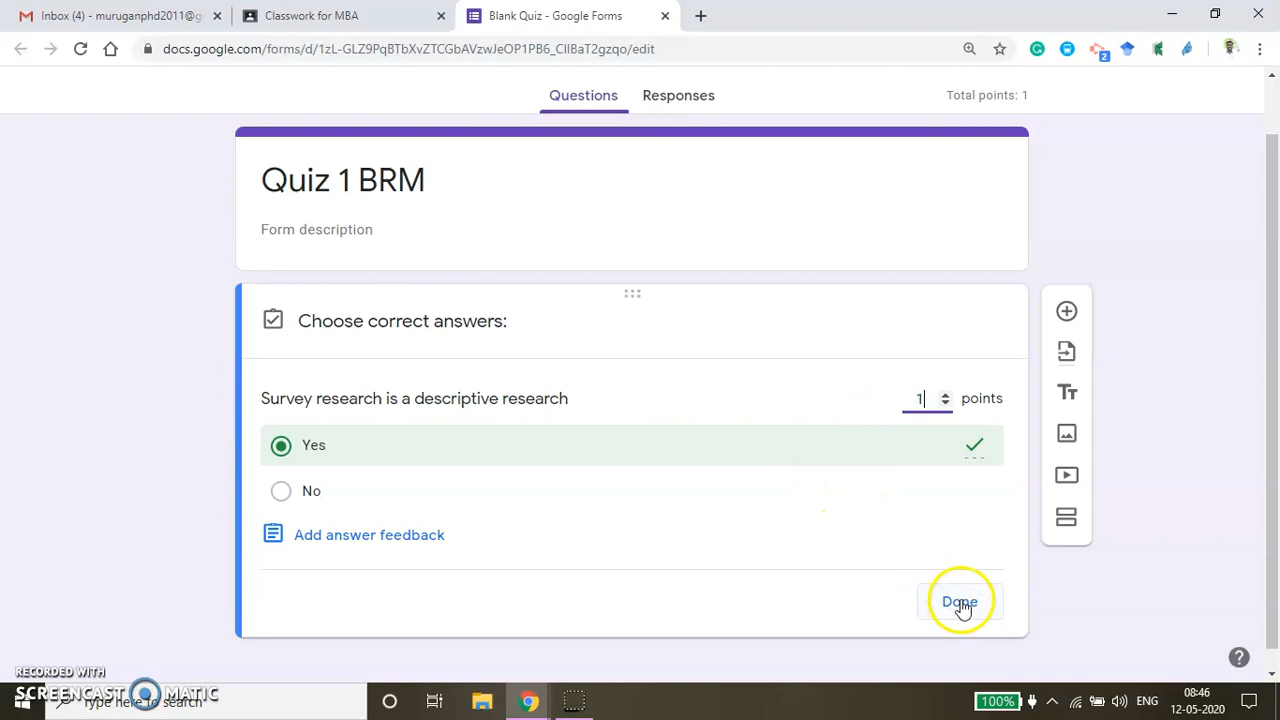 Inbox (4) - muruganphd2011@g
Classwork for MBA
Blank Quiz - Google Forms
docs.google.com/forms/d/1zL-GLZ9PqBTbXvZTCGbAVzwJeOP1PB6_CIlBaT2gzqo/edit
2
Questions
Responses
Total points: 1
Quiz 1 BRM
Form description
Choose correct answers:
Survey research is a descriptive research
1
points
Yes
No
Add answer feedback
Done
RECORDED WITH
SCREENCAST MATIC
Type here to search
100%
ENG
08:46
12-05-2020